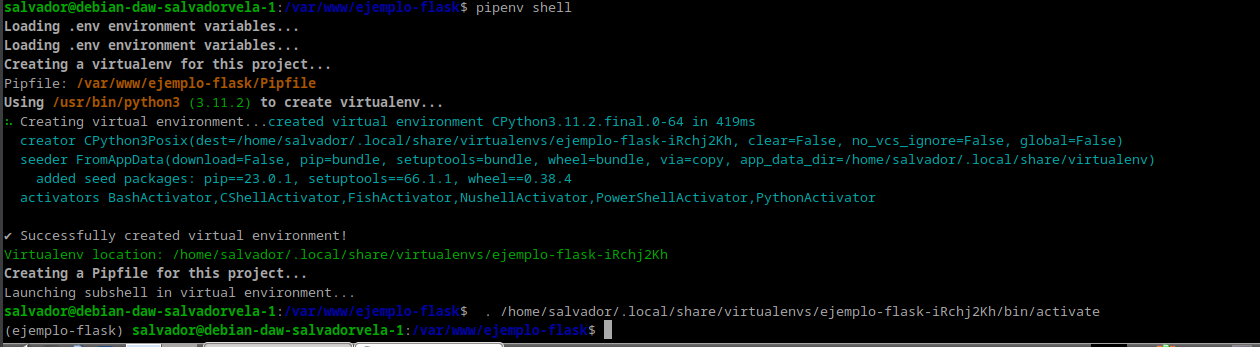 salvador@debian-daw-salvadorvela-1:/var/www/ejemplo-flask$ pipenv shell
Loading .env environment variables...
Loading .env environment variables...
Creating a virtualenv for this project...
Pipfile: /var/www/ejemplo-flask/Pipfile
Using /usr/bin/python3 (3.11.2) to create virtualenv...
⠦ Creating virtual environment...created virtual environment CPython3.11.2.final.0-64 in 419ms
  creator CPython3Posix(dest=/home/salvador/.local/share/virtualenvs/ejemplo-flask-iRchj2Kh, clear=False, no_vcs_ignore=False, global=False)
  seeder FromAppData(download=False, pip=bundle, setuptools=bundle, wheel=bundle, via=copy, app_data_dir=/home/salvador/.local/share/virtualenv)
    added seed packages: pip==23.0.1, setuptools==66.1.1, wheel==0.38.4
  activators BashActivator,CShellActivator,FishActivator,NushellActivator,PowerShellActivator,PythonActivator
✔ Successfully created virtual environment!
Virtualenv location: /home/salvador/.local/share/virtualenvs/ejemplo-flask-iRchj2Kh
Creating a Pipfile for this project...
Launching subshell in virtual environment...
salvador@debian-daw-salvadorvela-1:/var/www/ejemplo-flask$  . /home/salvador/.local/share/virtualenvs/ejemplo-flask-iRchj2Kh/bin/activate
(ejemplo-flask) salvador@debian-daw-salvadorvela-1:/var/www/ejemplo-flask$